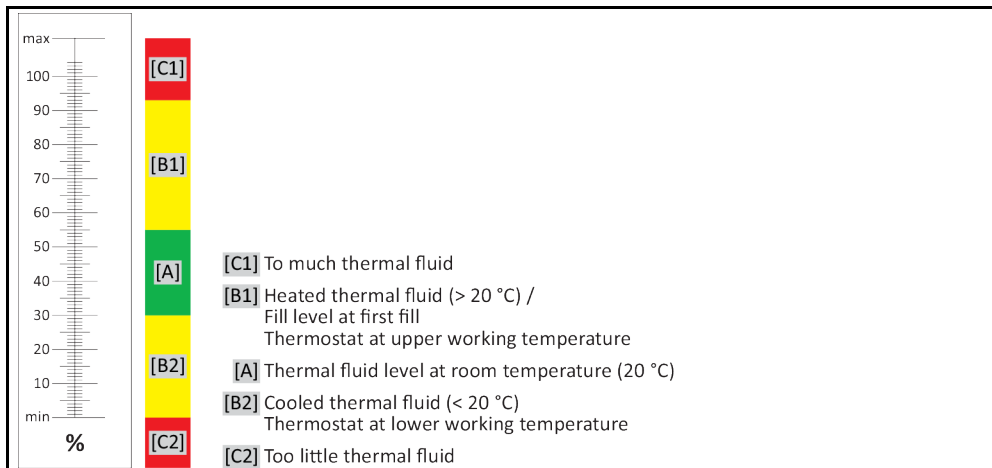 max
100
90
80
70
60
50
40
30
20
10
min
%
[C1]
[B1]
[A]
[B2]
[C2]
[C1] To much thermal fluid
[B1] Heated thermal fluid (> 20 °C) /
Fill level at first fill
Thermostat at upper working temperature
[A] Thermal fluid level at room temperature (20 °C)
[B2] Cooled thermal fluid (< 20 °C)
Thermostat at lower working temperature
[C2] Too little thermal fluid